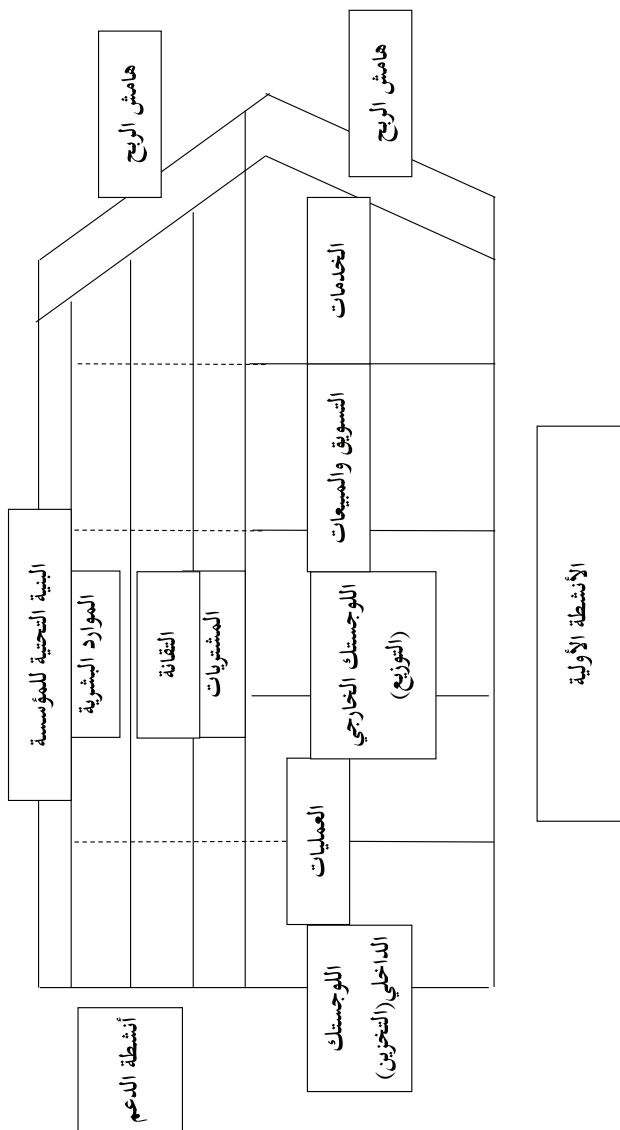 هامش الربح
هامش الربح
البنية التحتية للمؤسسة
الموارد البشرية
التقانة
المشتريات
أنشطة الدعم
اللوجستك
الداخلي(التخزين)
العمليات
اللوجستك الخارجي
(التوزيع)
التسويق والمبيعات
الخدمات
الأنشطة الأولية